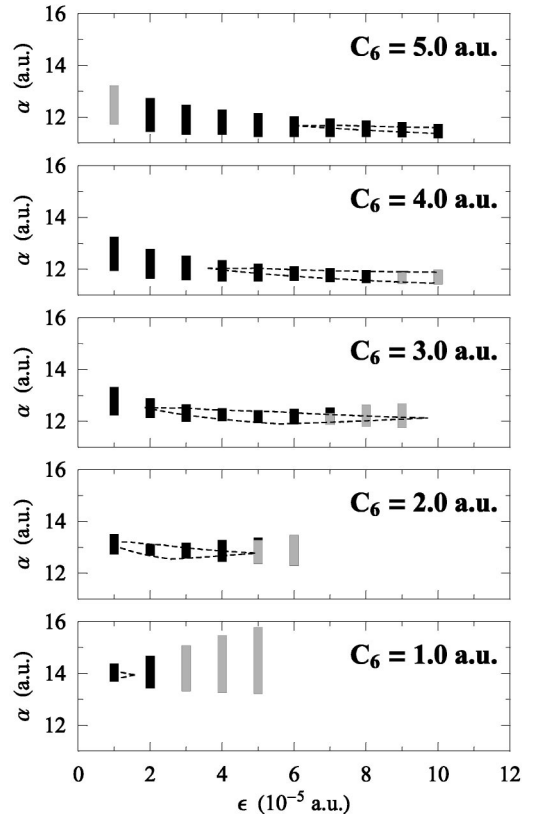 16
C₆ = 5.0 a.u.
14
α (a.u.)
12
16
C₆ = 4.0 a.u.
14
α (a.u.)
12
16
C₆ = 3.0 a.u.
14
α (a.u.)
12
16
C₆ = 2.0 a.u.
14
α (a.u.)
12
16
C₆ = 1.0 a.u.
14
α (a.u.)
12
0 2 4 6 8 10 12
ϵ (10⁻⁵ a.u.)